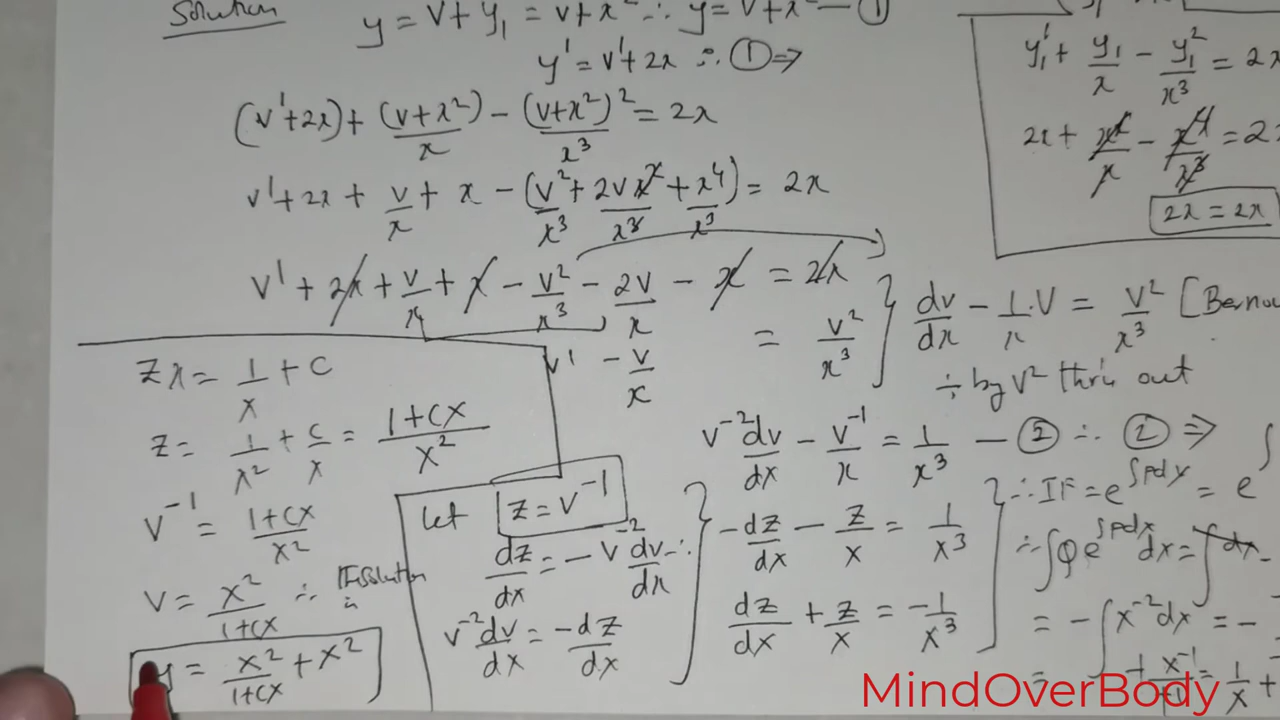 Solution
y = v + y₁ = v + x² ∴ y = v + x² — ①
y' = v' + 2x ∴ ① ⇒
(v' + 2x) + (v + x²)/x - (v + x²)²/x³ = 2x
v' + 2x + v/x + x - (v²/x³ + 2vx²/x³ + x⁴/x³) = 2x
v' + 2x + v/x + x - v²/x³ - 2v/x - x = 2x
v' - v/x = v²/x³
y₁' + y₁/x - y₁²/x³ = 2x
2x + x²/x - x⁴/x³ = 2
2x = 2x
dv/dx - 1/x · v = v²/x³ [Bernou
÷ by v² thru out
v⁻² dv/dx - v⁻¹/x = 1/x³ — ② ∴ ② ⇒
zx = 1/x + c
z = 1/x² + c/x = (1 + cx)/x²
v⁻¹ = (1 + cx)/x²
v = x²/(1 + cx) ∴ solution is
y = x²/(1 + cx) + x²
let z = v⁻¹
dz/dx = -v⁻² dv/dx ∴
v⁻² dv/dx = -dz/dx
-dz/dx - z/x = 1/x³
dz/dx + z/x = -1/x³
∴ IF = e^∫pdx = e^∫
∴ ∫Q e^∫pdx dx = ∫ dx -
= -∫x⁻² dx = -
= + x⁻¹/+1 = 1/x +
MindOverBody